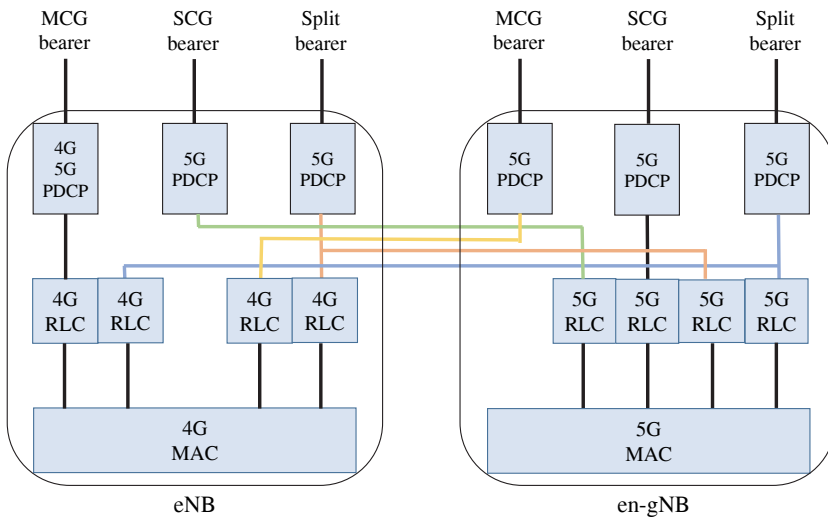 MCG
bearer
SCG
bearer
Split
bearer
MCG
bearer
SCG
bearer
Split
bearer
4G
5G
PDCP
5G
PDCP
5G
PDCP
5G
PDCP
5G
PDCP
5G
PDCP
4G
RLC
4G
RLC
4G
RLC
4G
RLC
5G
RLC
5G
RLC
5G
RLC
5G
RLC
4G
MAC
5G
MAC
eNB
en-gNB